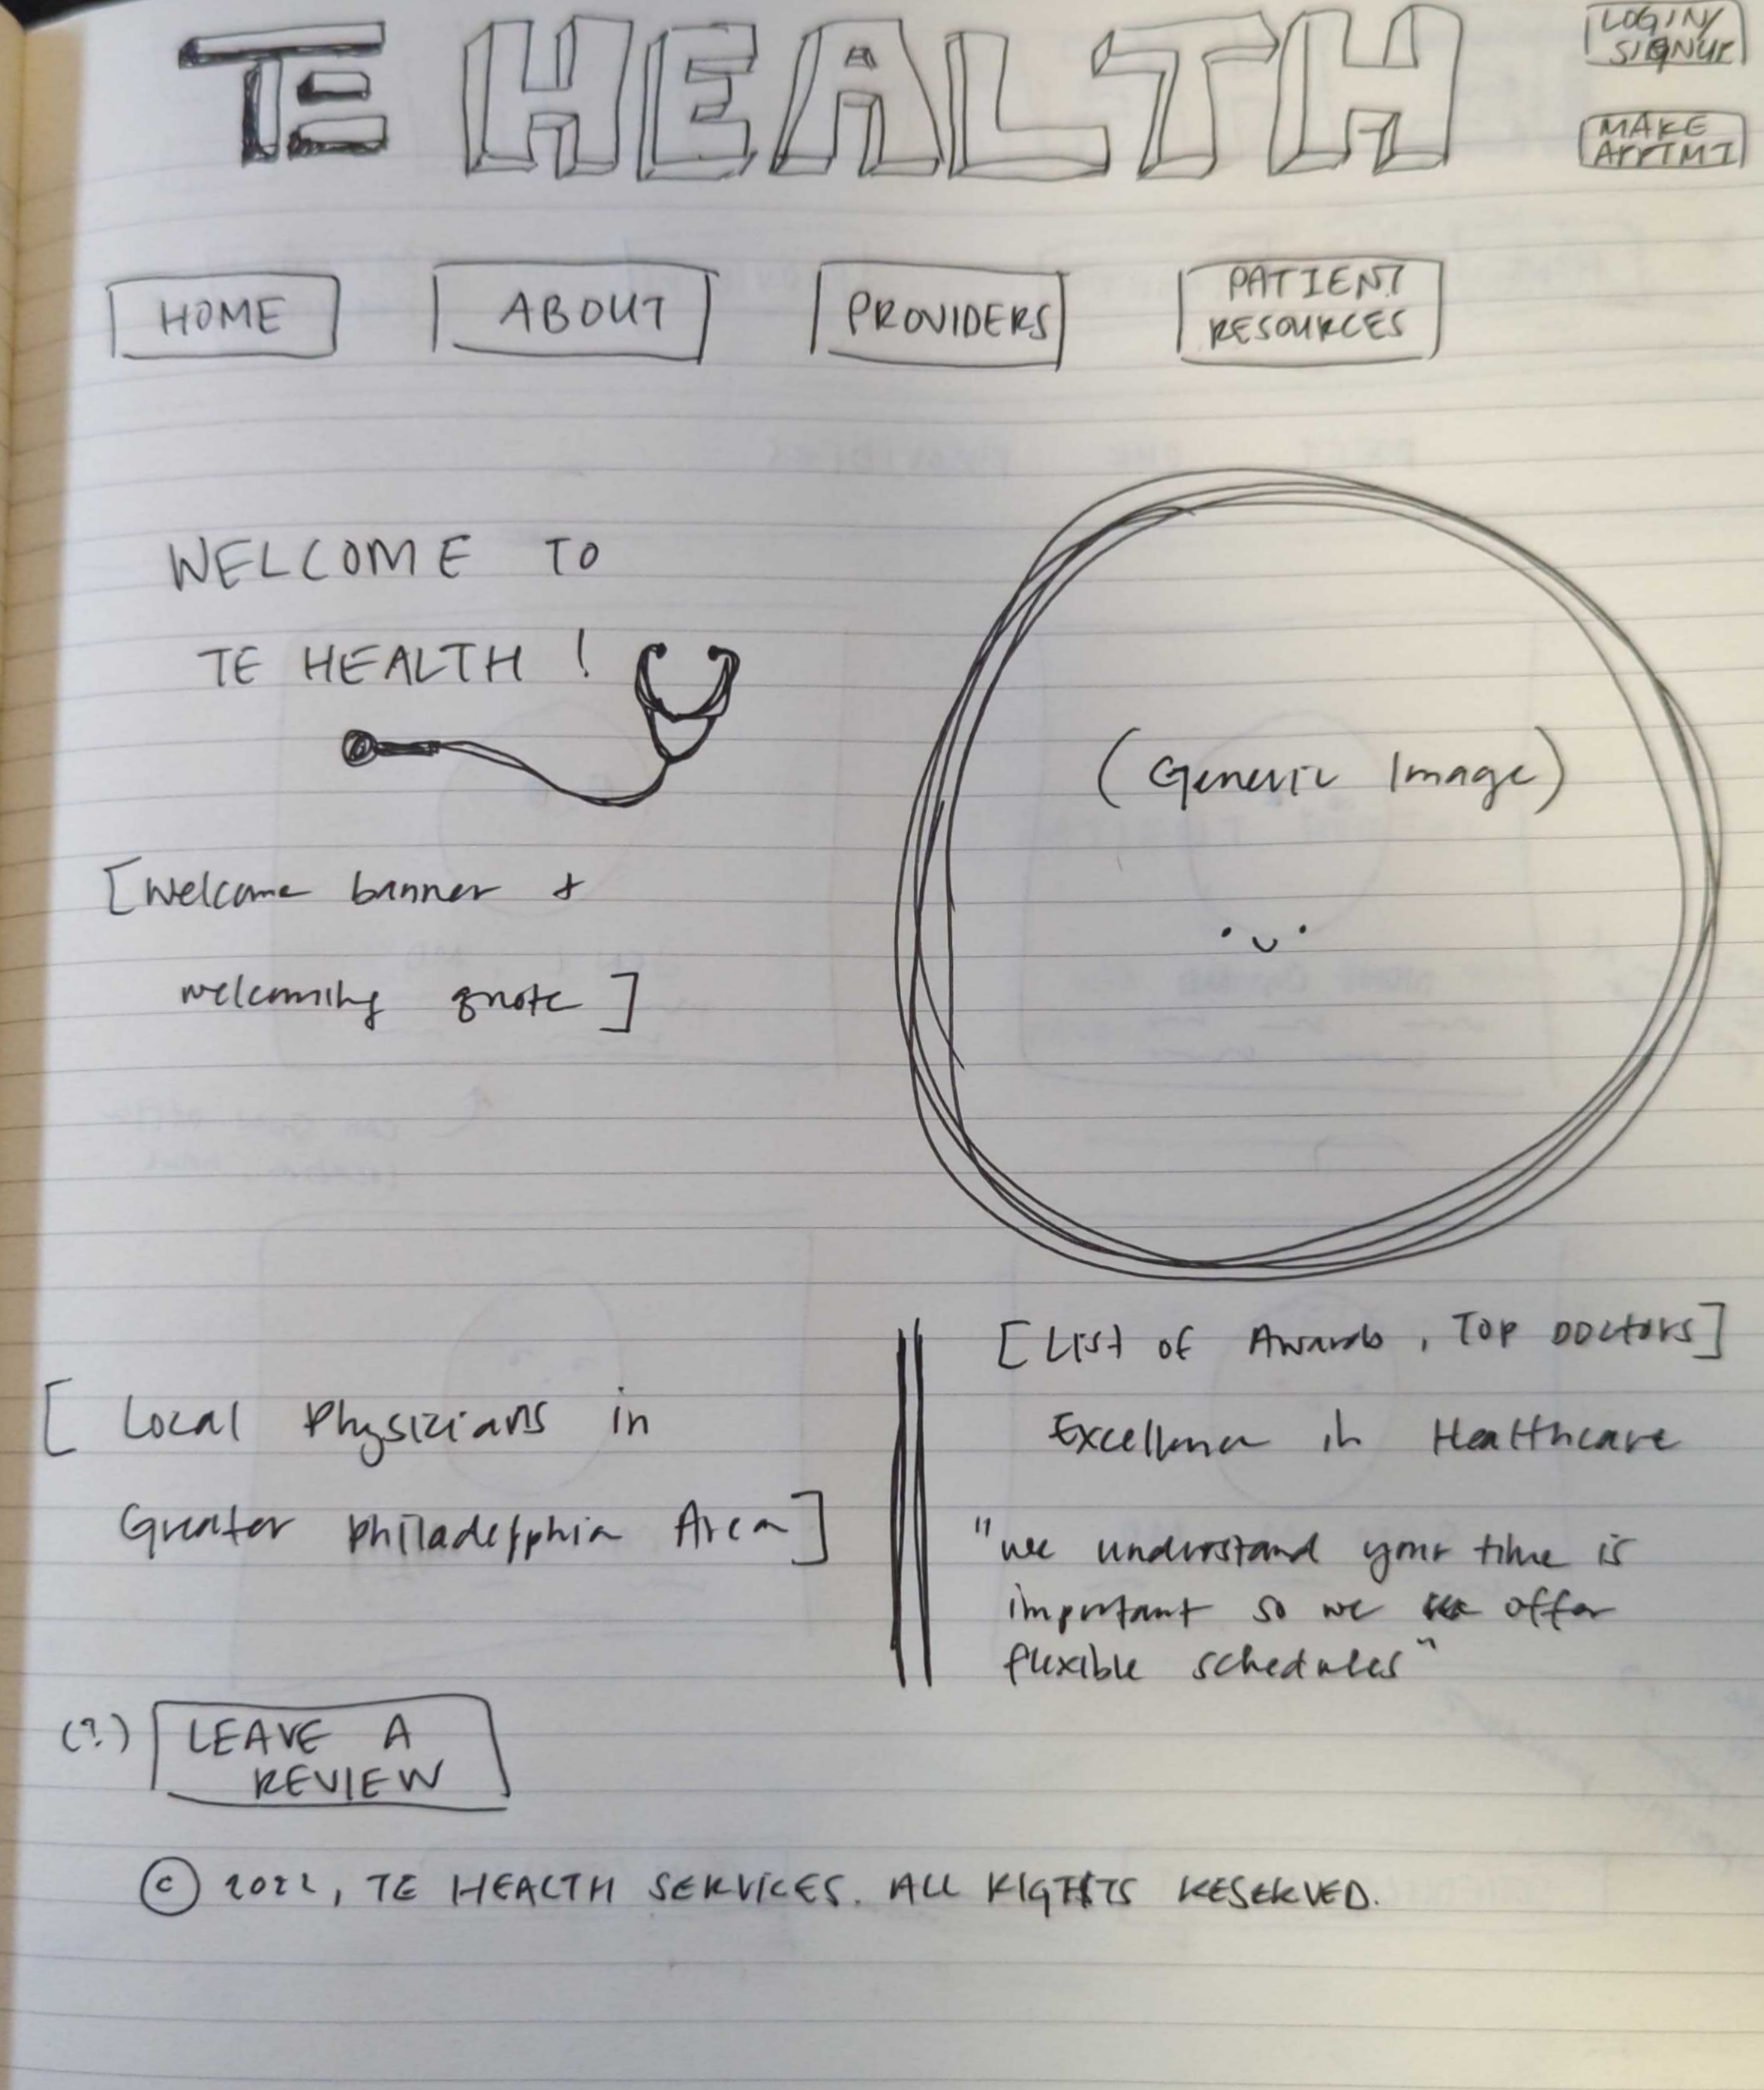 TE HEALTH
LOGIN/
SIGNUP
MAKE
APPTMT
HOME
ABOUT
PROVIDERS
PATIENT
RESOURCES
WELCOME TO
TE HEALTH !
(Generic Image)
[Welcome banner &
welcoming quote]
[List of Awards, Top Doctors]
[Local Physicians in
Greater Philadelphia Area]
Excellence in Healthcare
"we understand your time is
important so we offer
flexible schedules"
(?) LEAVE A
REVIEW
© 2022, TE HEALTH SERVICES. ALL RIGHTS RESERVED.